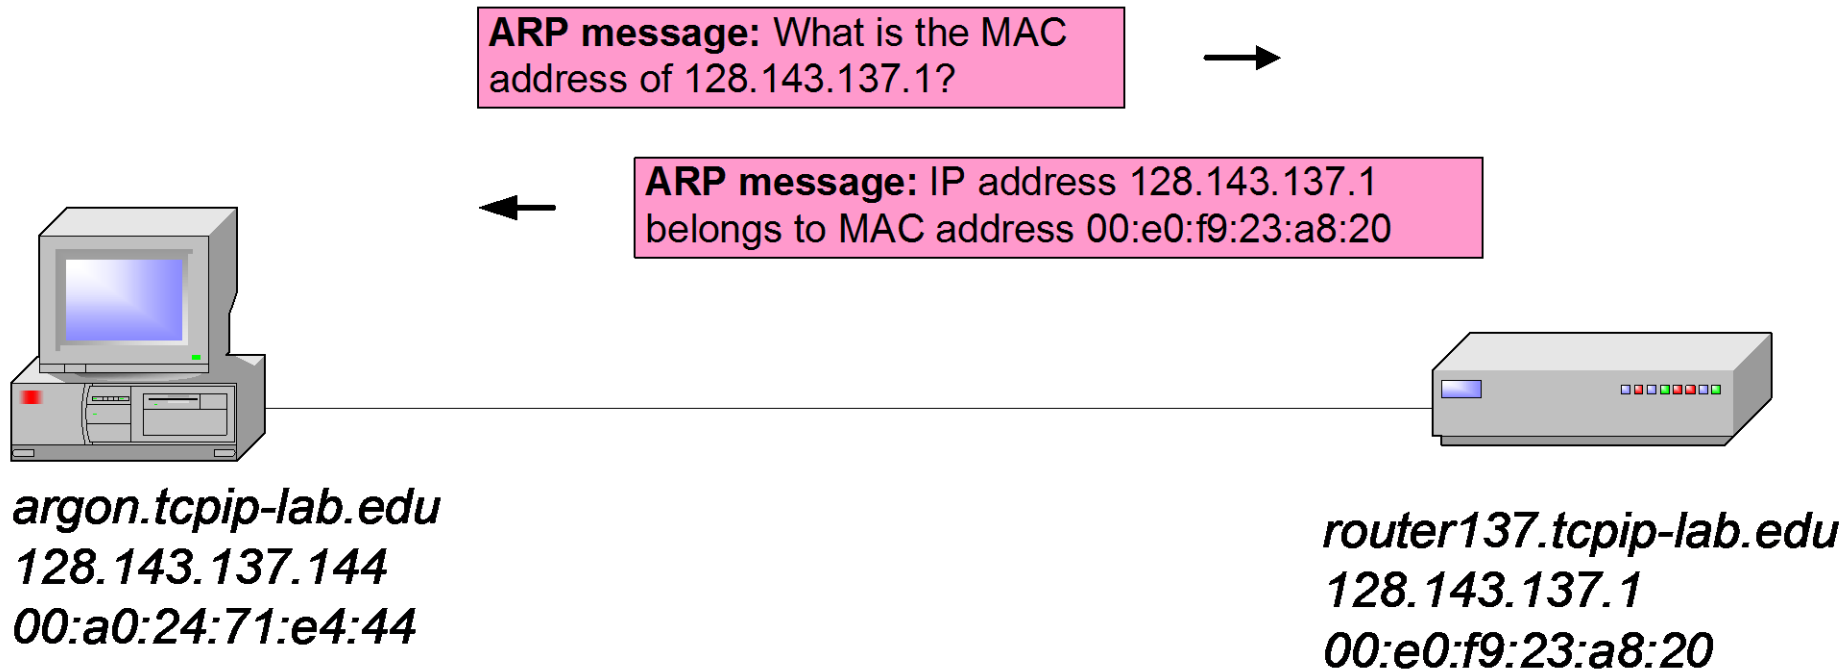 ARP message: What is the MAC
address of 128.143.137.1?
ARP message: IP address 128.143.137.1
belongs to MAC address 00:e0:f9:23:a8:20
argon.tcpip-lab.edu
128.143.137.144
00:a0:24:71:e4:44
router137.tcpip-lab.edu
128.143.137.1
00:e0:f9:23:a8:20